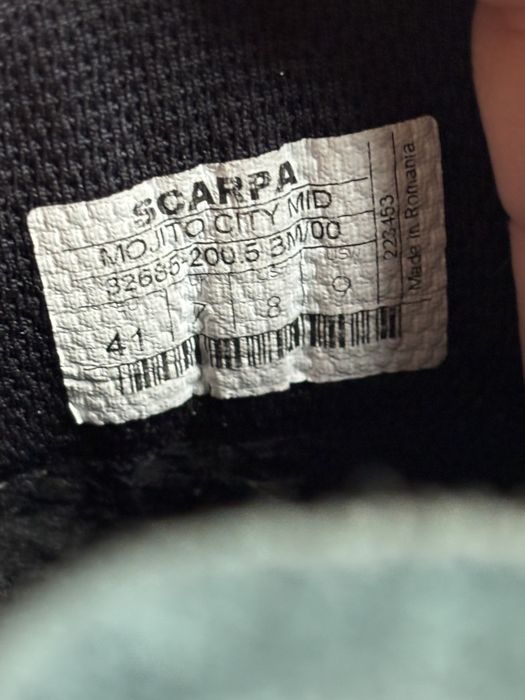 SCARPA
MOJITO CITY MID
32685-200.5 BM/00
41 7 8 9
223453
Made in Romania